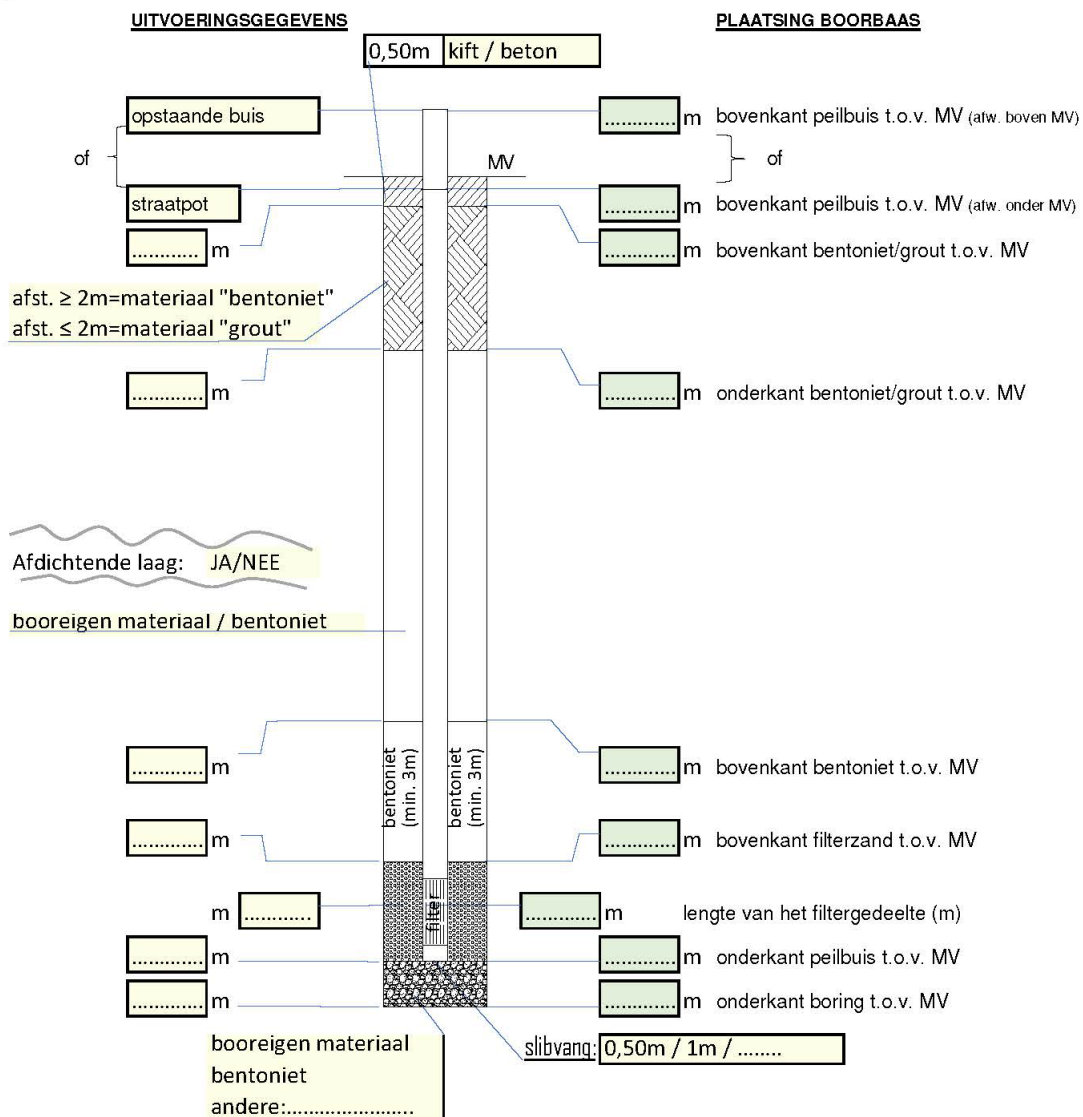 UITVOERINGSGEGEVENS
PLAATSING BOORBAAS
0,50m kift / beton
opstaande buis
............. m bovenkant peilbuis t.o.v. MV (afw. boven MV)
of
of
MV
straatpot
............. m bovenkant peilbuis t.o.v. MV (afw. onder MV)
............ m
............. m bovenkant bentoniet/grout t.o.v. MV
afst. ≥ 2m=materiaal "bentoniet"
afst. ≤ 2m=materiaal "grout"
............. m
............. m onderkant bentoniet/grout t.o.v. MV
Afdichtende laag: JA/NEE
booreigen materiaal / bentoniet
bentoniet
(min. 3m)
bentoniet
(min. 3m)
............. m
............. m bovenkant bentoniet t.o.v. MV
............. m
............. m bovenkant filterzand t.o.v. MV
m ............
filter
............. m lengte van het filtergedeelte (m)
............. m
............. m onderkant peilbuis t.o.v. MV
............. m
............. m onderkant boring t.o.v. MV
booreigen materiaal
bentoniet
andere:......................
slibvang: 0,50m / 1m / ........